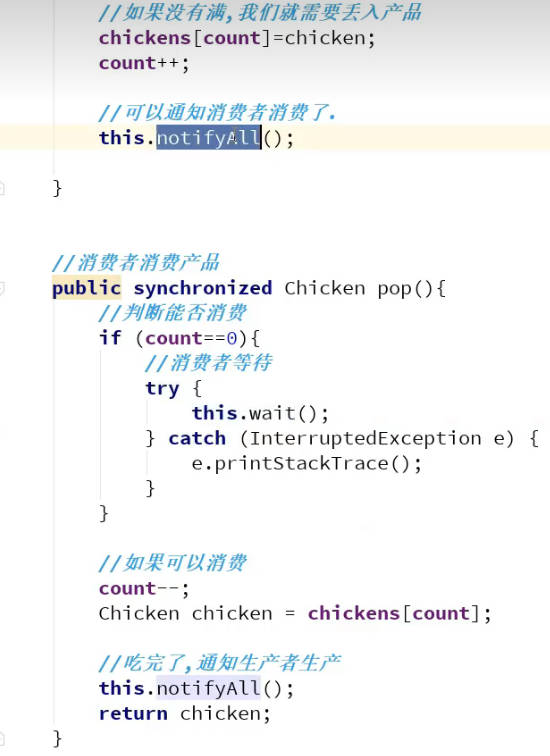 //如果没有满,我们就需要丢入产品
chickens[count]=chicken;
count++;
//可以通知消费者消费了.
this.notifyAll();
}
//消费者消费产品
public synchronized Chicken pop(){
//判断能否消费
if (count==0){
//消费者等待
try {
this.wait();
} catch (InterruptedException e) {
e.printStackTrace();
}
}
//如果可以消费
count--;
Chicken chicken = chickens[count];
//吃完了,通知生产者生产
this.notifyAll();
return chicken;
}